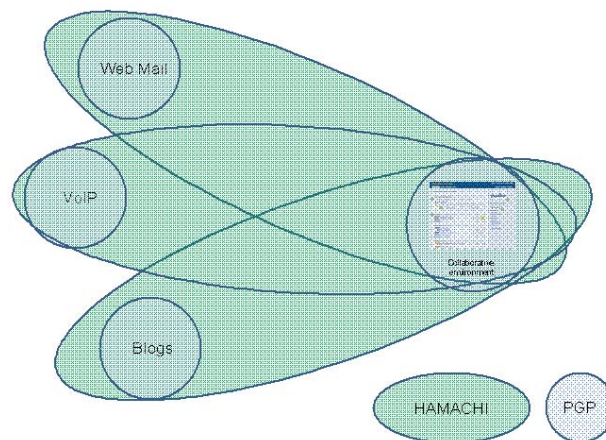 Web Mail
VoIP
Collaborative
environment
Blogs
HAMACHI
PGP